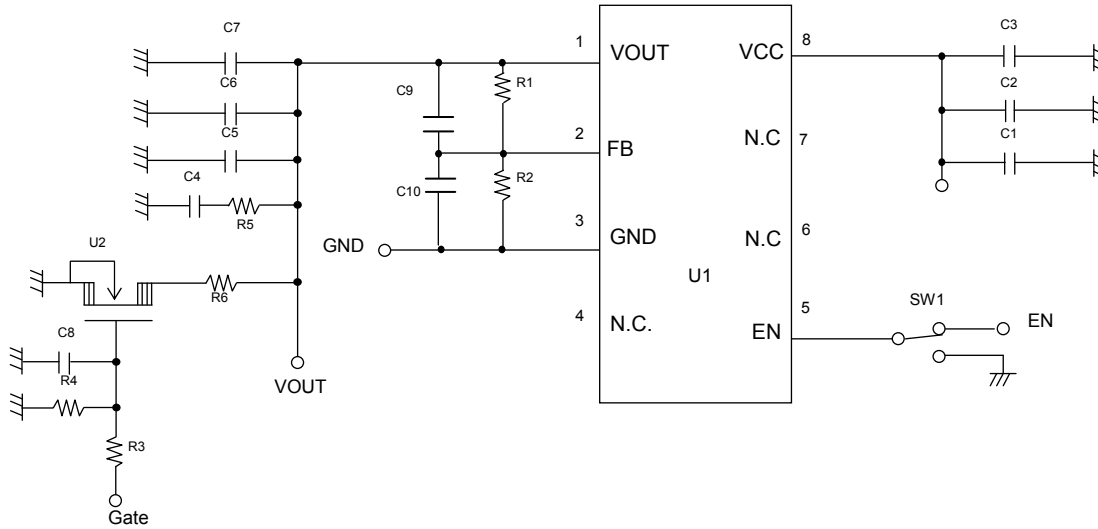 C7
C6
C5
C4
R5
U2
R6
C8
R4
R3
Gate
VOUT
C9
C10
R1
R2
GND
1
2
3
4
VOUT
FB
GND
N.C.
U1
VCC
N.C
N.C
EN
8
7
6
5
C3
C2
C1
SW1
EN